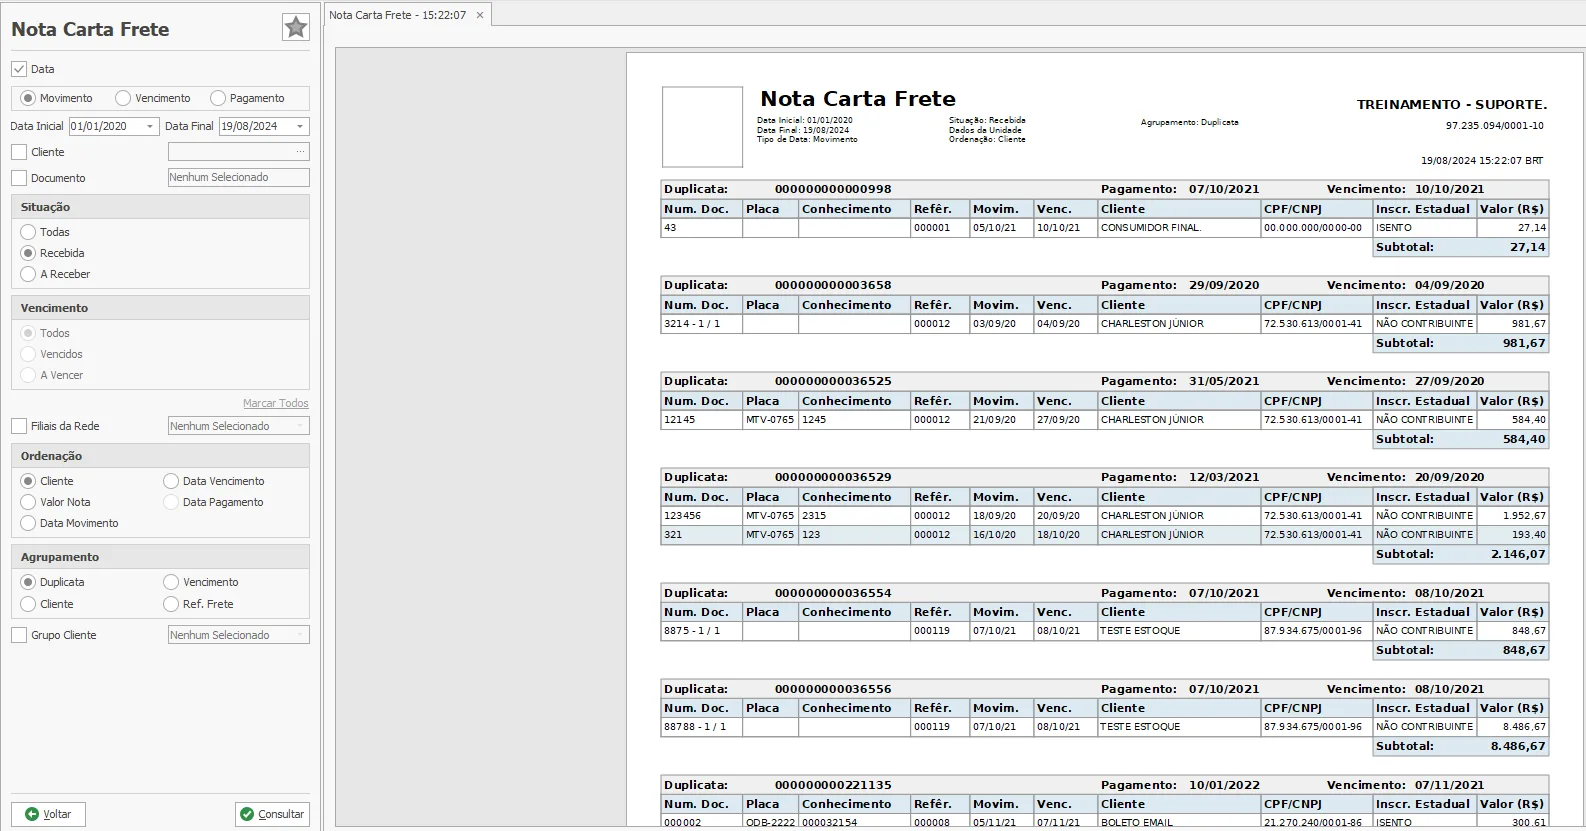 Nota Carta Frete
Data
Movimento Vencimento Pagamento
Data Inicial 01/01/2020 Data Final 19/08/2024
Cliente ...
Documento Nenhum Selecionado
Situação
Todas
Recebida
A Receber
Vencimento
Todos
Vencidos
A Vencer
Marcar Todos
Filiais da Rede Nenhum Selecionado
Ordenação
Cliente Data Vencimento
Valor Nota Data Pagamento
Data Movimento
Agrupamento
Duplicata Vencimento
Cliente Ref. Frete
Grupo Cliente Nenhum Selecionado
Voltar Consultar
Nota Carta Frete - 15:22:07 ×
Nota Carta Frete
TREINAMENTO - SUPORTE.
Data Inicial: 01/01/2020 Situação: Recebida Agrupamento: Duplicata 97.235.094/0001-10
Data Final: 19/08/2024 Dados da Unidade
Tipo de Data: Movimento Ordenação: Cliente
19/08/2024 15:22:07 BRT
Duplicata: 000000000000998 Pagamento: 07/10/2021 Vencimento: 10/10/2021
Num. Doc. Placa Conhecimento Refêr. Movim. Venc. Cliente CPF/CNPJ Inscr. Estadual Valor (R$)
43 000001 05/10/21 10/10/21 CONSUMIDOR FINAL. 00.000.000/0000-00 ISENTO 27,14
Subtotal: 27,14
Duplicata: 000000000003658 Pagamento: 29/09/2020 Vencimento: 04/09/2020
Num. Doc. Placa Conhecimento Refêr. Movim. Venc. Cliente CPF/CNPJ Inscr. Estadual Valor (R$)
3214 - 1 / 1 000012 03/09/20 04/09/20 CHARLESTON JÚNIOR 72.530.613/0001-41 NÃO CONTRIBUINTE 981,67
Subtotal: 981,67
Duplicata: 000000000036525 Pagamento: 31/05/2021 Vencimento: 27/09/2020
Num. Doc. Placa Conhecimento Refêr. Movim. Venc. Cliente CPF/CNPJ Inscr. Estadual Valor (R$)
12145 MTV-0765 1245 000012 21/09/20 27/09/20 CHARLESTON JÚNIOR 72.530.613/0001-41 NÃO CONTRIBUINTE 584,40
Subtotal: 584,40
Duplicata: 000000000036529 Pagamento: 12/03/2021 Vencimento: 20/09/2020
Num. Doc. Placa Conhecimento Refêr. Movim. Venc. Cliente CPF/CNPJ Inscr. Estadual Valor (R$)
123456 MTV-0765 2315 000012 18/09/20 20/09/20 CHARLESTON JÚNIOR 72.530.613/0001-41 NÃO CONTRIBUINTE 1.952,67
321 MTV-0765 123 000012 16/10/20 18/10/20 CHARLESTON JÚNIOR 72.530.613/0001-41 NÃO CONTRIBUINTE 193,40
Subtotal: 2.146,07
Duplicata: 000000000036554 Pagamento: 07/10/2021 Vencimento: 08/10/2021
Num. Doc. Placa Conhecimento Refêr. Movim. Venc. Cliente CPF/CNPJ Inscr. Estadual Valor (R$)
8875 - 1 / 1 000119 07/10/21 08/10/21 TESTE ESTOQUE 87.934.675/0001-96 NÃO CONTRIBUINTE 848,67
Subtotal: 848,67
Duplicata: 000000000036556 Pagamento: 07/10/2021 Vencimento: 08/10/2021
Num. Doc. Placa Conhecimento Refêr. Movim. Venc. Cliente CPF/CNPJ Inscr. Estadual Valor (R$)
88788 - 1 / 1 000119 07/10/21 08/10/21 TESTE ESTOQUE 87.934.675/0001-96 NÃO CONTRIBUINTE 8.486,67
Subtotal: 8.486,67
Duplicata: 000000000221135 Pagamento: 10/01/2022 Vencimento: 07/11/2021
Num. Doc. Placa Conhecimento Refêr. Movim. Venc. Cliente CPF/CNPJ Inscr. Estadual Valor (R$)
000002 ODB-2222 000032154 000008 05/11/21 07/11/21 BOLETO EMAIL 21.270.240/0001-86 ISENTO 300,61